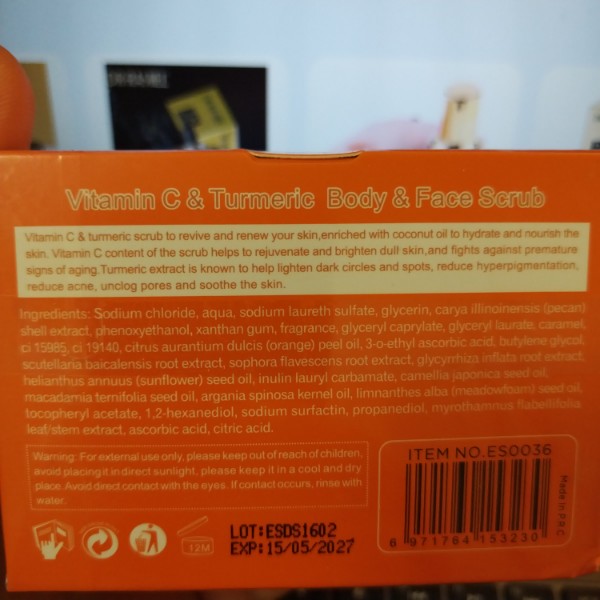 Vitamin C & Turmeric Body & Face Scrub
Vitamin C & turmeric scrub to revive and renew your skin,enriched with coconut oil to hydrate and nourish the
skin. Vitamin C content of the scrub helps to rejuvenate and brighten dull skin,and fights against premature
signs of aging.Turmeric extract is known to help lighten dark circles and spots, reduce hyperpigmentation,
reduce acne, unclog pores and soothe the skin.
Ingredients: Sodium chloride, aqua, sodium laureth sulfate, glycerin, carya illinoinensis (pecan)
shell extract, phenoxyethanol, xanthan gum, fragrance, glyceryl caprylate, glyceryl laurate, caramel,
ci 15985, ci 19140, citrus aurantium dulcis (orange) peel oil, 3-o-ethyl ascorbic acid, butylene glycol,
scutellaria baicalensis root extract, sophora flavescens root extract, glycyrrhiza inflata root extract,
helianthus annuus (sunflower) seed oil, inulin lauryl carbamate, camellia japonica seed oil,
macadamia ternifolia seed oil, argania spinosa kernel oil, limnanthes alba (meadowfoam) seed oil,
tocopheryl acetate, 1,2-hexanediol, sodium surfactin, propanediol, myrothamnus flabellifolia
leaf/stem extract, ascorbic acid, citric acid.
Warning: For external use only, please keep out of reach of children,
avoid placing it in direct sunlight, please keep it in a cool and dry
place. Avoid direct contact with the eyes. If contact occurs, rinse with
water.
12M
LOT:ESDS1602
EXP:15/05/2027
ITEM NO.ES0036
6 971764 153230
Made in P.R.C